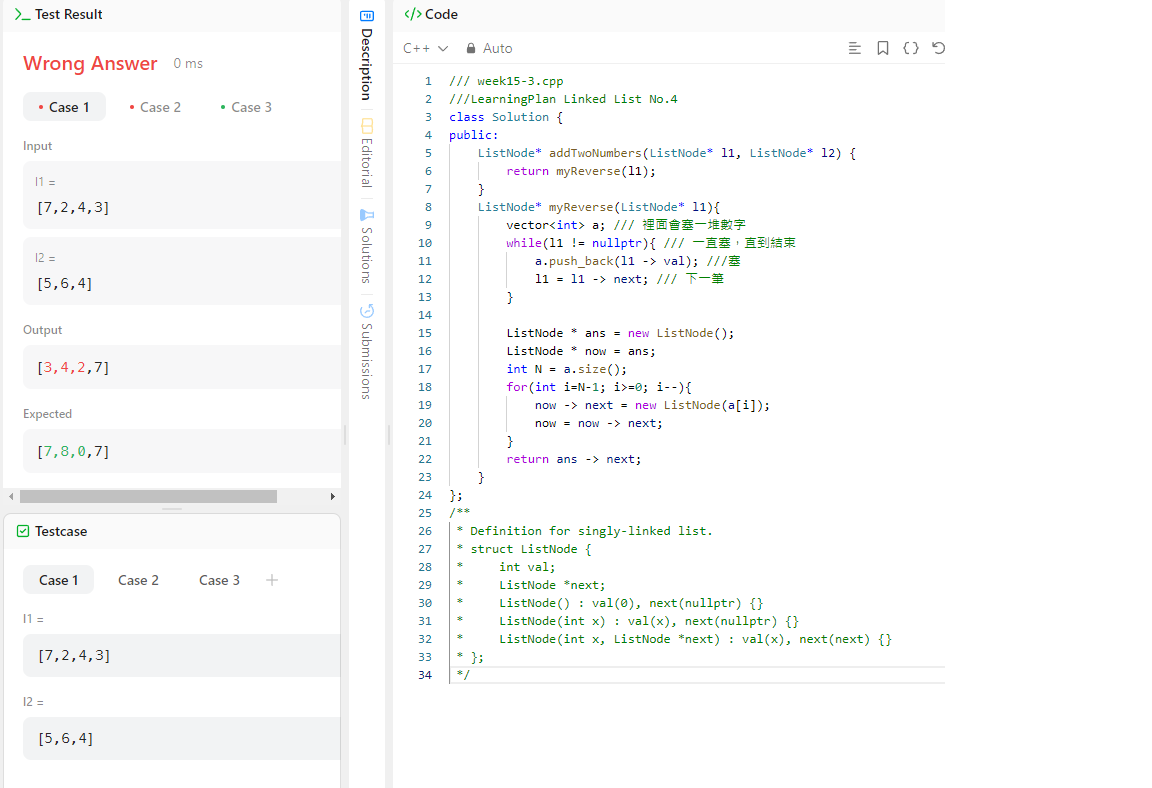 Test Result
Wrong Answer 0 ms
Case 1 Case 2 Case 3
Input
l1 =
[7,2,4,3]
l2 =
[5,6,4]
Output
[3,4,2,7]
Expected
[7,8,0,7]
Testcase
Case 1 Case 2 Case 3
l1 =
[7,2,4,3]
l2 =
[5,6,4]
Description
Editorial
Solutions
Submissions
</> Code
C++ Auto
1 /// week15-3.cpp
2 ///LearningPlan Linked List No.4
3 class Solution {
4 public:
5 ListNode* addTwoNumbers(ListNode* l1, ListNode* l2) {
6 return myReverse(l1);
7 }
8 ListNode* myReverse(ListNode* l1){
9 vector<int> a; /// 裡面會塞一堆數字
10 while(l1 != nullptr){ /// 一直塞，直到結束
11 a.push_back(l1 -> val); ///塞
12 l1 = l1 -> next; /// 下一筆
13 }
14
15 ListNode * ans = new ListNode();
16 ListNode * now = ans;
17 int N = a.size();
18 for(int i=N-1; i>=0; i--){
19 now -> next = new ListNode(a[i]);
20 now = now -> next;
21 }
22 return ans -> next;
23 }
24 };
25 /**
26 * Definition for singly-linked list.
27 * struct ListNode {
28 * int val;
29 * ListNode *next;
30 * ListNode() : val(0), next(nullptr) {}
31 * ListNode(int x) : val(x), next(nullptr) {}
32 * ListNode(int x, ListNode *next) : val(x), next(next) {}
33 * };
34 */